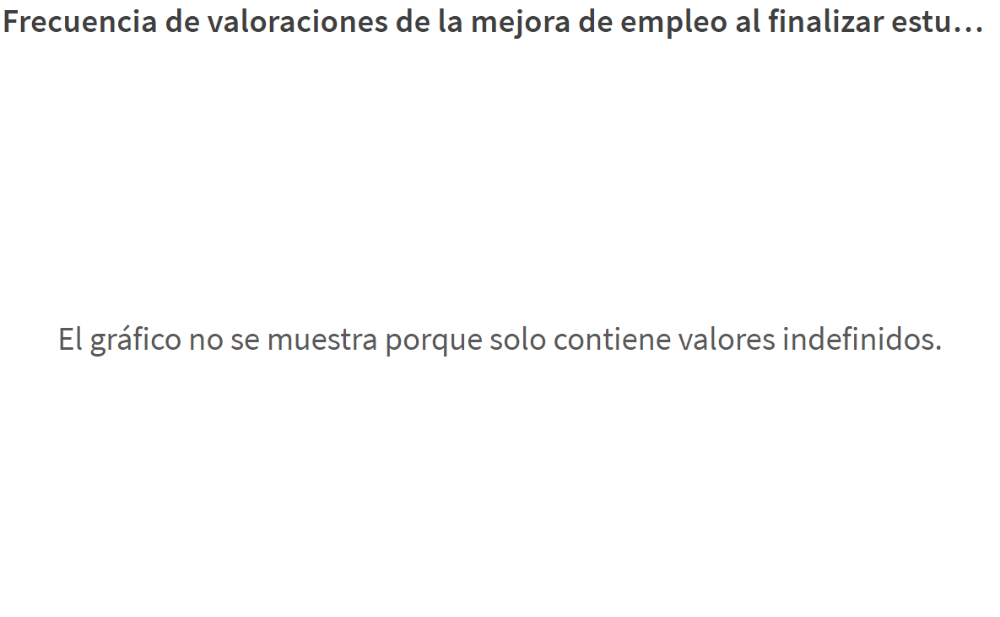 Frecuencia de valoraciones de la mejora de empleo al finalizar estu…
El gráfico no se muestra porque solo contiene valores indefinidos.